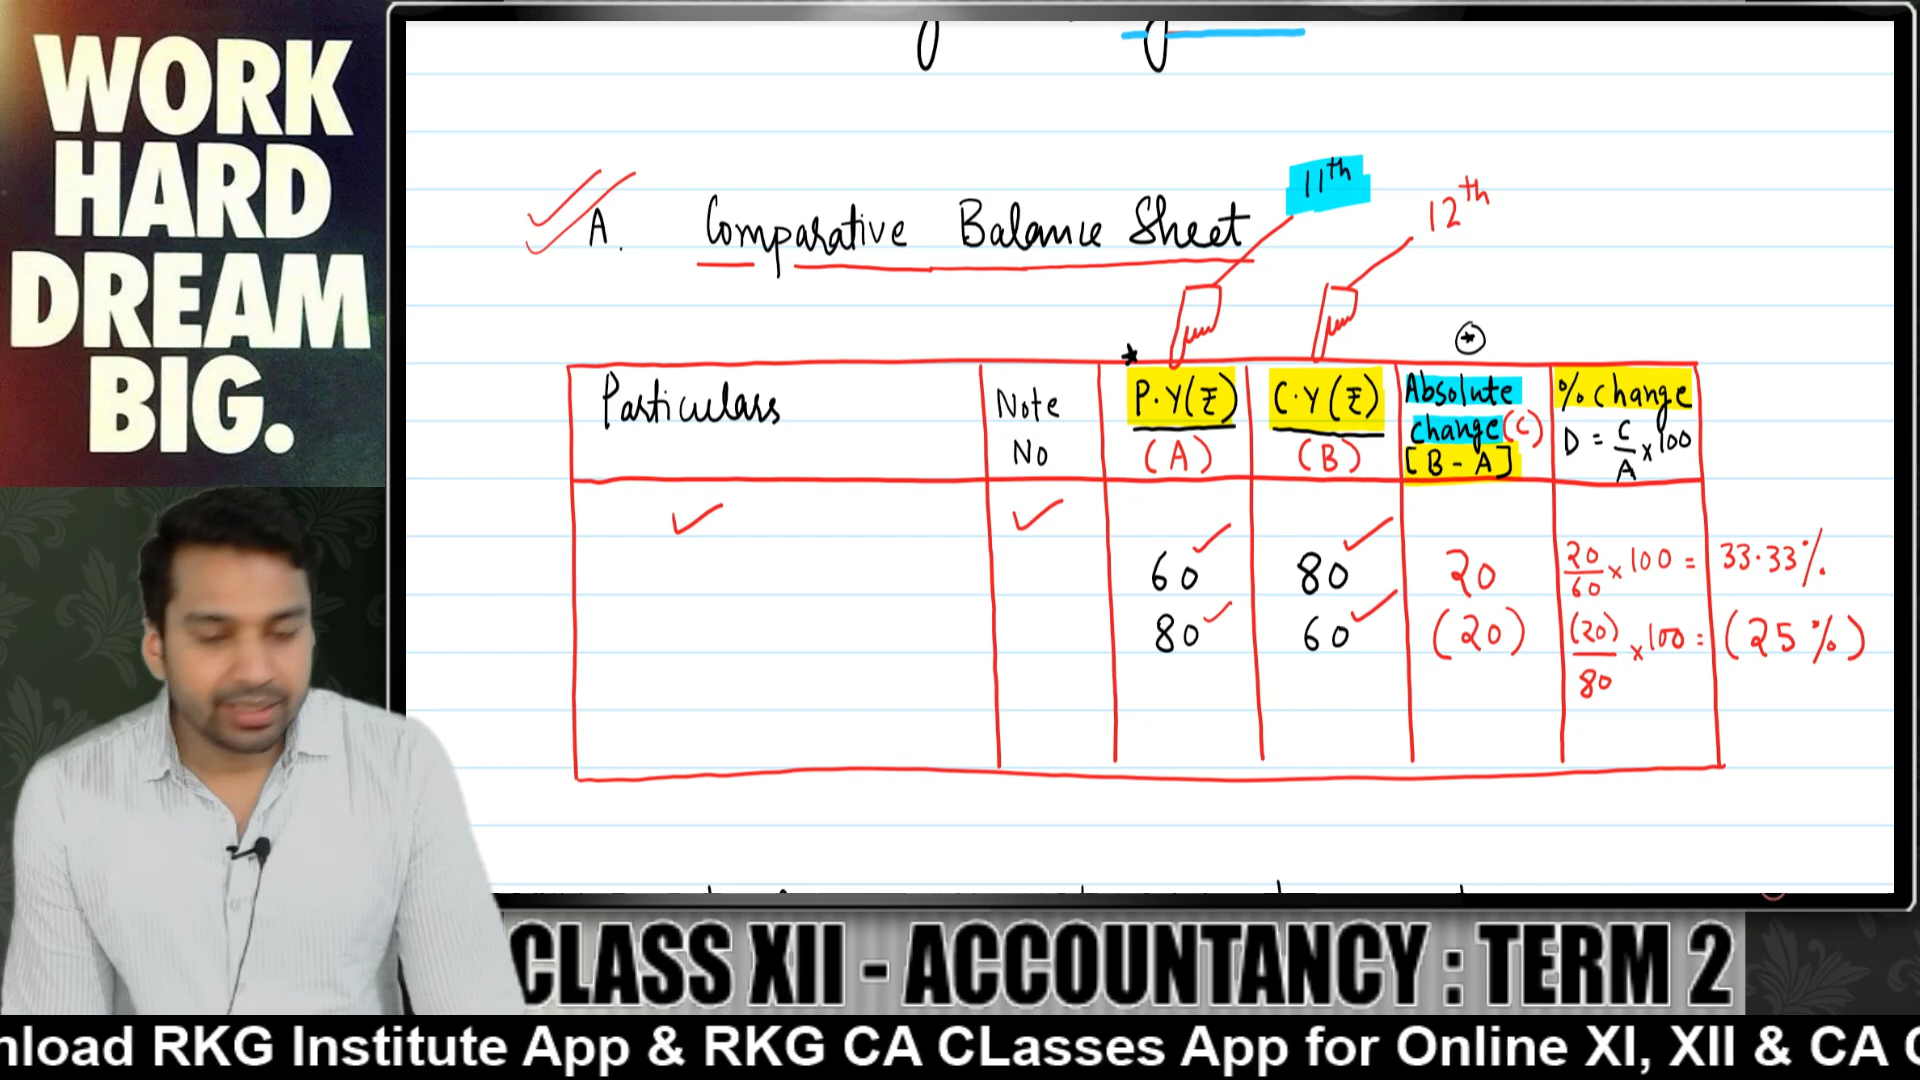 WORK
HARD
DREAM
BIG.
11th
12th
A. Comparative Balance Sheet
Particulars
Note
No
P.Y(₹)
(A)
C.Y(₹)
(B)
Absolute
change(C)
[B - A]
% change
D = C/A × 100
60 80 20 20/60 × 100 = 33.33%
80 60 (20) (20)/80 × 100 = (25%)
CLASS XII - ACCOUNTANCY : TERM 2
nload RKG Institute App & RKG CA CLasses App for Online XI, XII & CA C